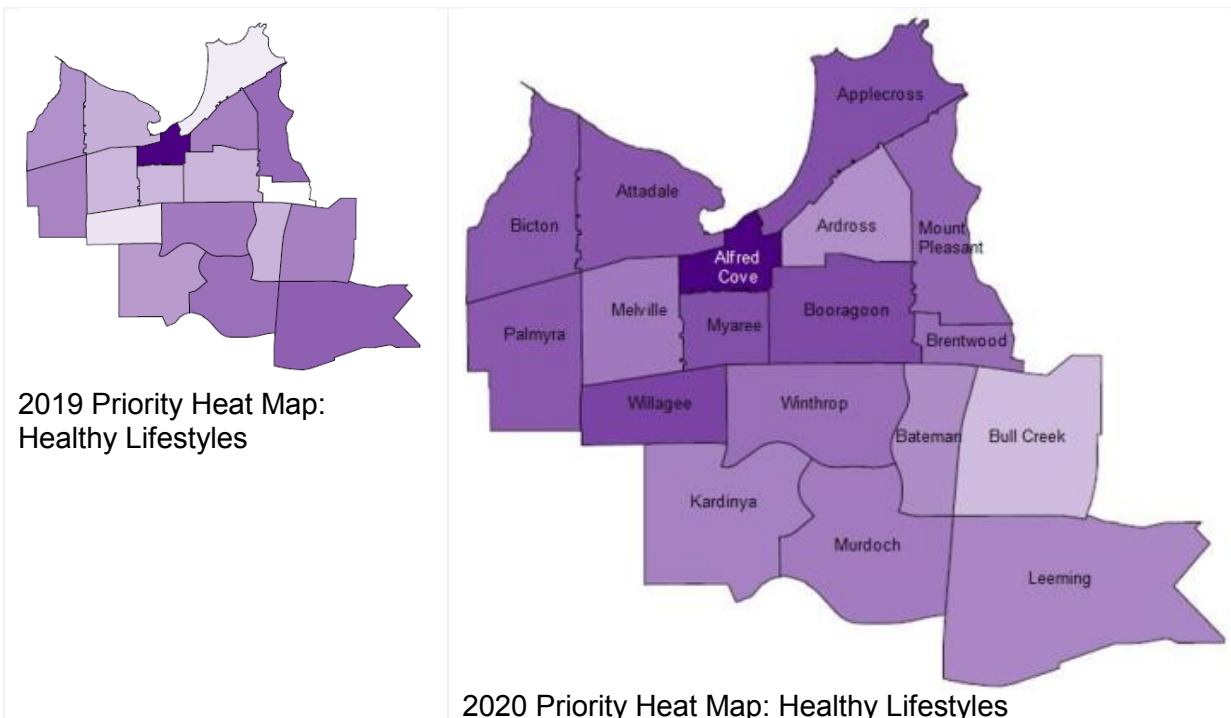 2019 Priority Heat Map:
Healthy Lifestyles
Applecross
Attadale
Bicton
Ardross
Mount
Pleasant
Alfred
Cove
Melville
Booragoon
Myaree
Palmyra
Brentwood
Willagee
Winthrop
Bateman
Bull Creek
Kardinya
Murdoch
Leeming
2020 Priority Heat Map: Healthy Lifestyles